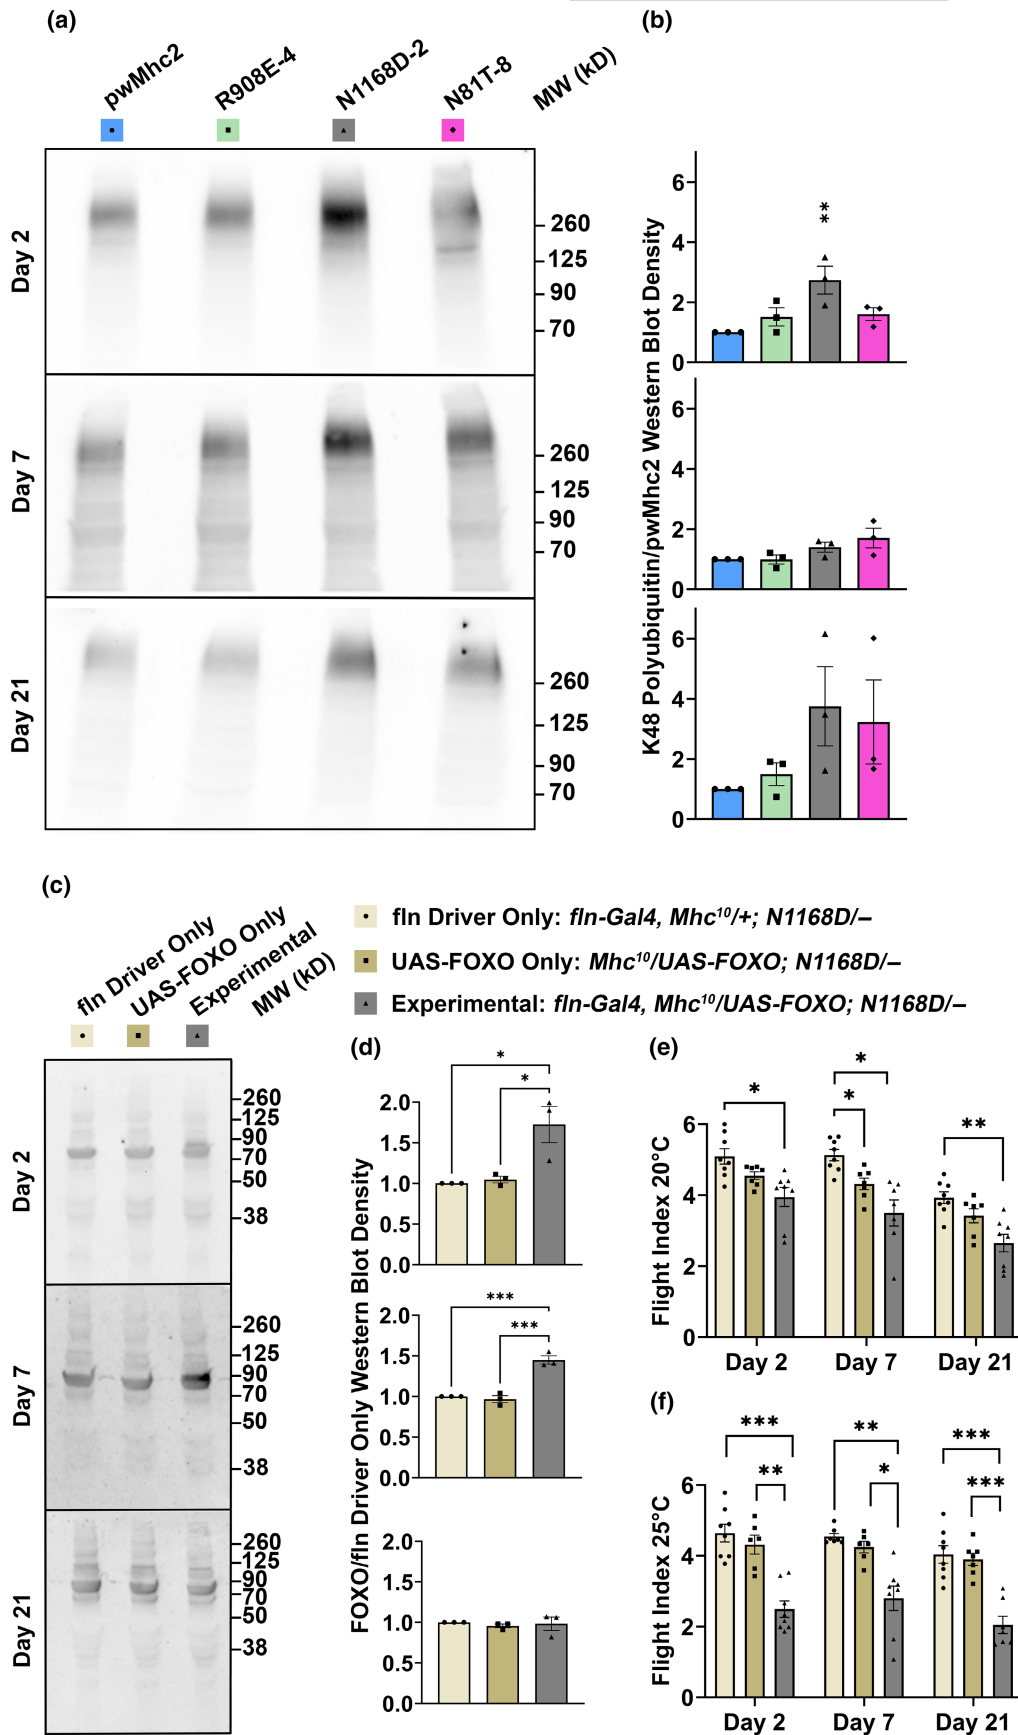 (a)
(b)
pwMhc2
R908E-4
N1168D-2
N81T-8
MW (kD)
Day 2
260
125
90
70
Day 7
260
125
90
70
Day 21
260
125
90
70
K48 Polyubiquitin/pwMhc2 Western Blot Density
6
4
2
0
**
6
4
2
0
6
4
2
0
(c)
fln Driver Only
UAS-FOXO Only
Experimental
MW (kD)
fln Driver Only: fln-Gal4, Mhc¹⁰/+; N1168D/–
UAS-FOXO Only: Mhc¹⁰/UAS-FOXO; N1168D/–
Experimental: fln-Gal4, Mhc¹⁰/UAS-FOXO; N1168D/–
Day 2
260
125
90
70
50
38
Day 7
260
125
90
70
50
38
Day 21
260
125
90
70
50
38
(d)
FOXO/fln Driver Only Western Blot Density
2.0
1.5
1.0
0.5
0.0
*
*
2.0
1.5
1.0
0.5
0.0
***
***
2.0
1.5
1.0
0.5
0.0
(e)
Flight Index 20°C
6
4
2
0
*
*
*
**
Day 2
Day 7
Day 21
(f)
Flight Index 25°C
6
4
2
0
***
**
**
*
***
***
Day 2
Day 7
Day 21